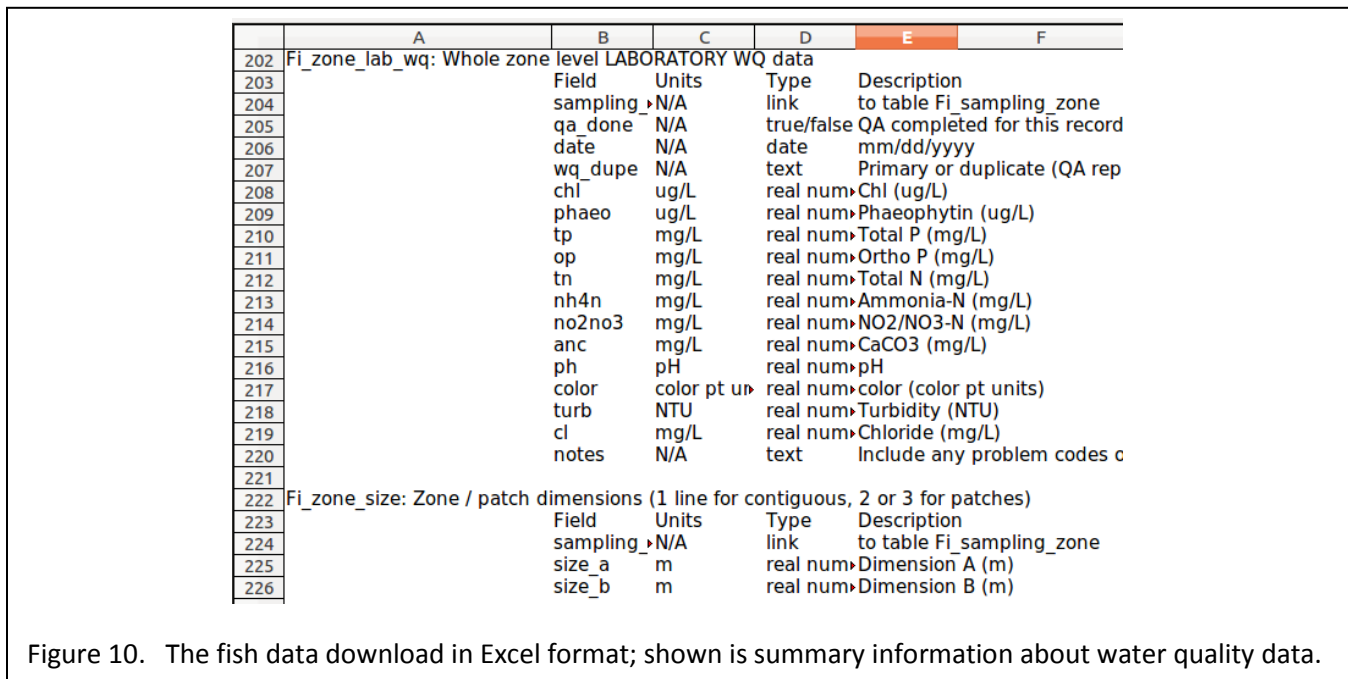 A B C D E F
202 Fi_zone_lab_wq: Whole zone level LABORATORY WQ data
203 Field Units Type Description
204 sampling_ N/A link to table Fi_sampling_zone
205 qa_done N/A true/false QA completed for this record
206 date N/A date mm/dd/yyyy
207 wq_dupe N/A text Primary or duplicate (QA rep
208 chl ug/L real num Chl (ug/L)
209 phaeo ug/L real num Phaeophytin (ug/L)
210 tp mg/L real num Total P (mg/L)
211 op mg/L real num Ortho P (mg/L)
212 tn mg/L real num Total N (mg/L)
213 nh4n mg/L real num Ammonia-N (mg/L)
214 no2no3 mg/L real num NO2/NO3-N (mg/L)
215 anc mg/L real num CaCO3 (mg/L)
216 ph pH real num pH
217 color color pt un real num color (color pt units)
218 turb NTU real num Turbidity (NTU)
219 cl mg/L real num Chloride (mg/L)
220 notes N/A text Include any problem codes o
221
222 Fi_zone_size: Zone / patch dimensions (1 line for contiguous, 2 or 3 for patches)
223 Field Units Type Description
224 sampling_ N/A link to table Fi_sampling_zone
225 size_a m real num Dimension A (m)
226 size_b m real num Dimension B (m)
Figure 10. The fish data download in Excel format; shown is summary information about water quality data.